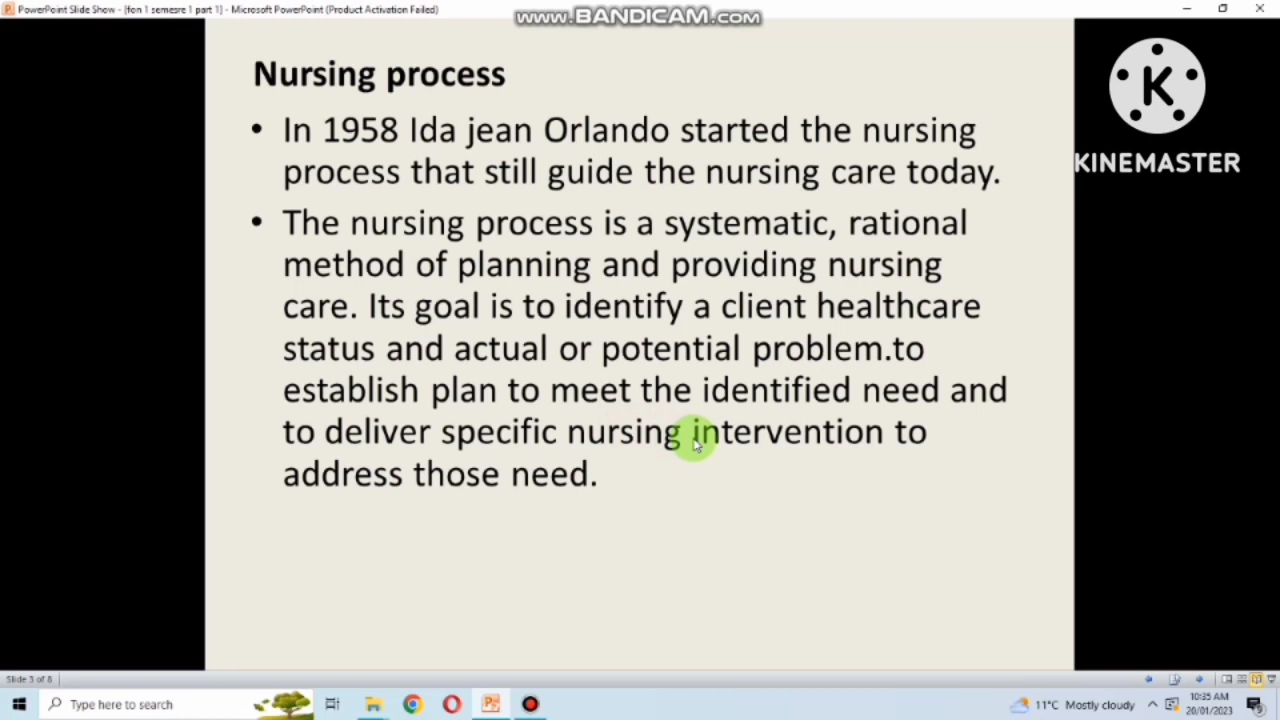 PowerPoint Slide Show - [fon 1 semesre 1 part 1] - Microsoft PowerPoint (Product Activation Failed)
www.BANDICAM.com
Nursing process
• In 1958 Ida jean Orlando started the nursing
process that still guide the nursing care today.
• The nursing process is a systematic, rational
method of planning and providing nursing
care. Its goal is to identify a client healthcare
status and actual or potential problem.to
establish plan to meet the identified need and
to deliver specific nursing intervention to
address those need.
K
KINEMASTER
Slide 3 of 8
Type here to search
11°C Mostly cloudy
10:35 AM
20/01/2023